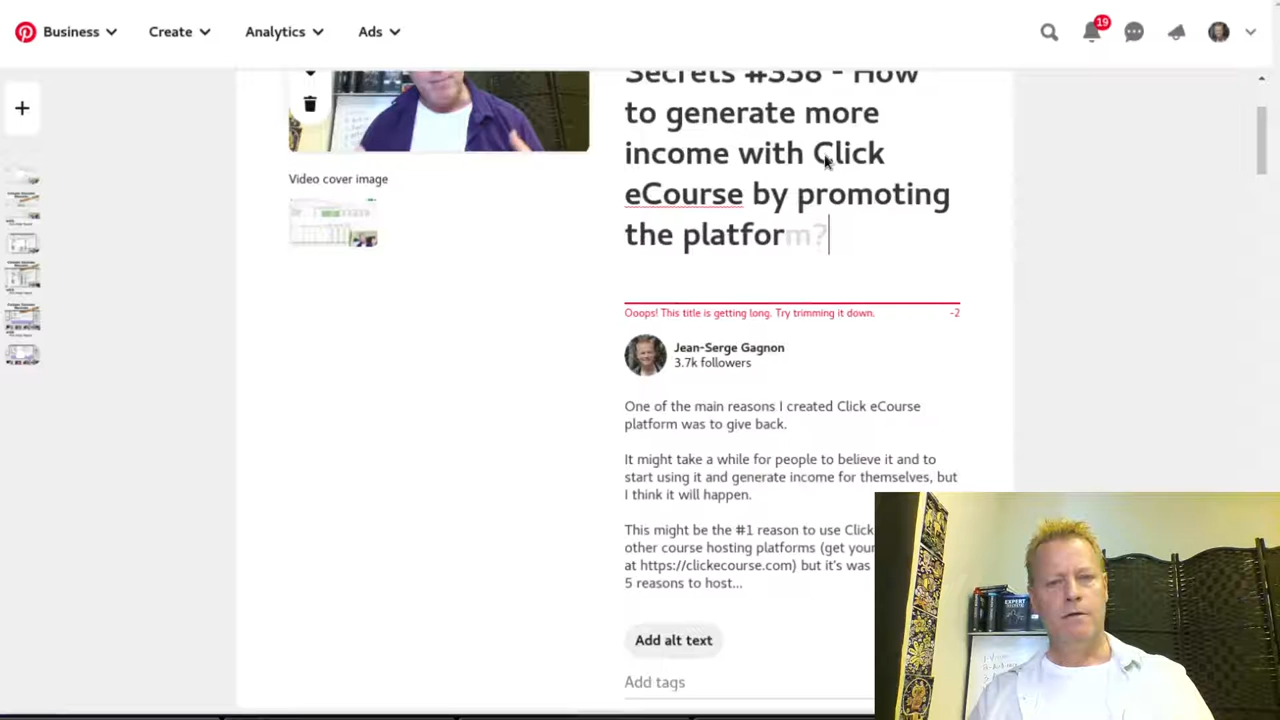 Business Create Analytics Ads 19
Secrets #338 - How
to generate more
income with Click
eCourse by promoting
the platform?
Video cover image
Ooops! This title is getting long. Try trimming it down. -2
Jean-Serge Gagnon
3.7k followers
One of the main reasons I created Click eCourse
platform was to give back.
It might take a while for people to believe it and to
start using it and generate income for themselves, but
I think it will happen.
This might be the #1 reason to use Click
other course hosting platforms (get your
at https://clickecourse.com) but it's was
5 reasons to host...
EXPERT
Add alt text
Add tags